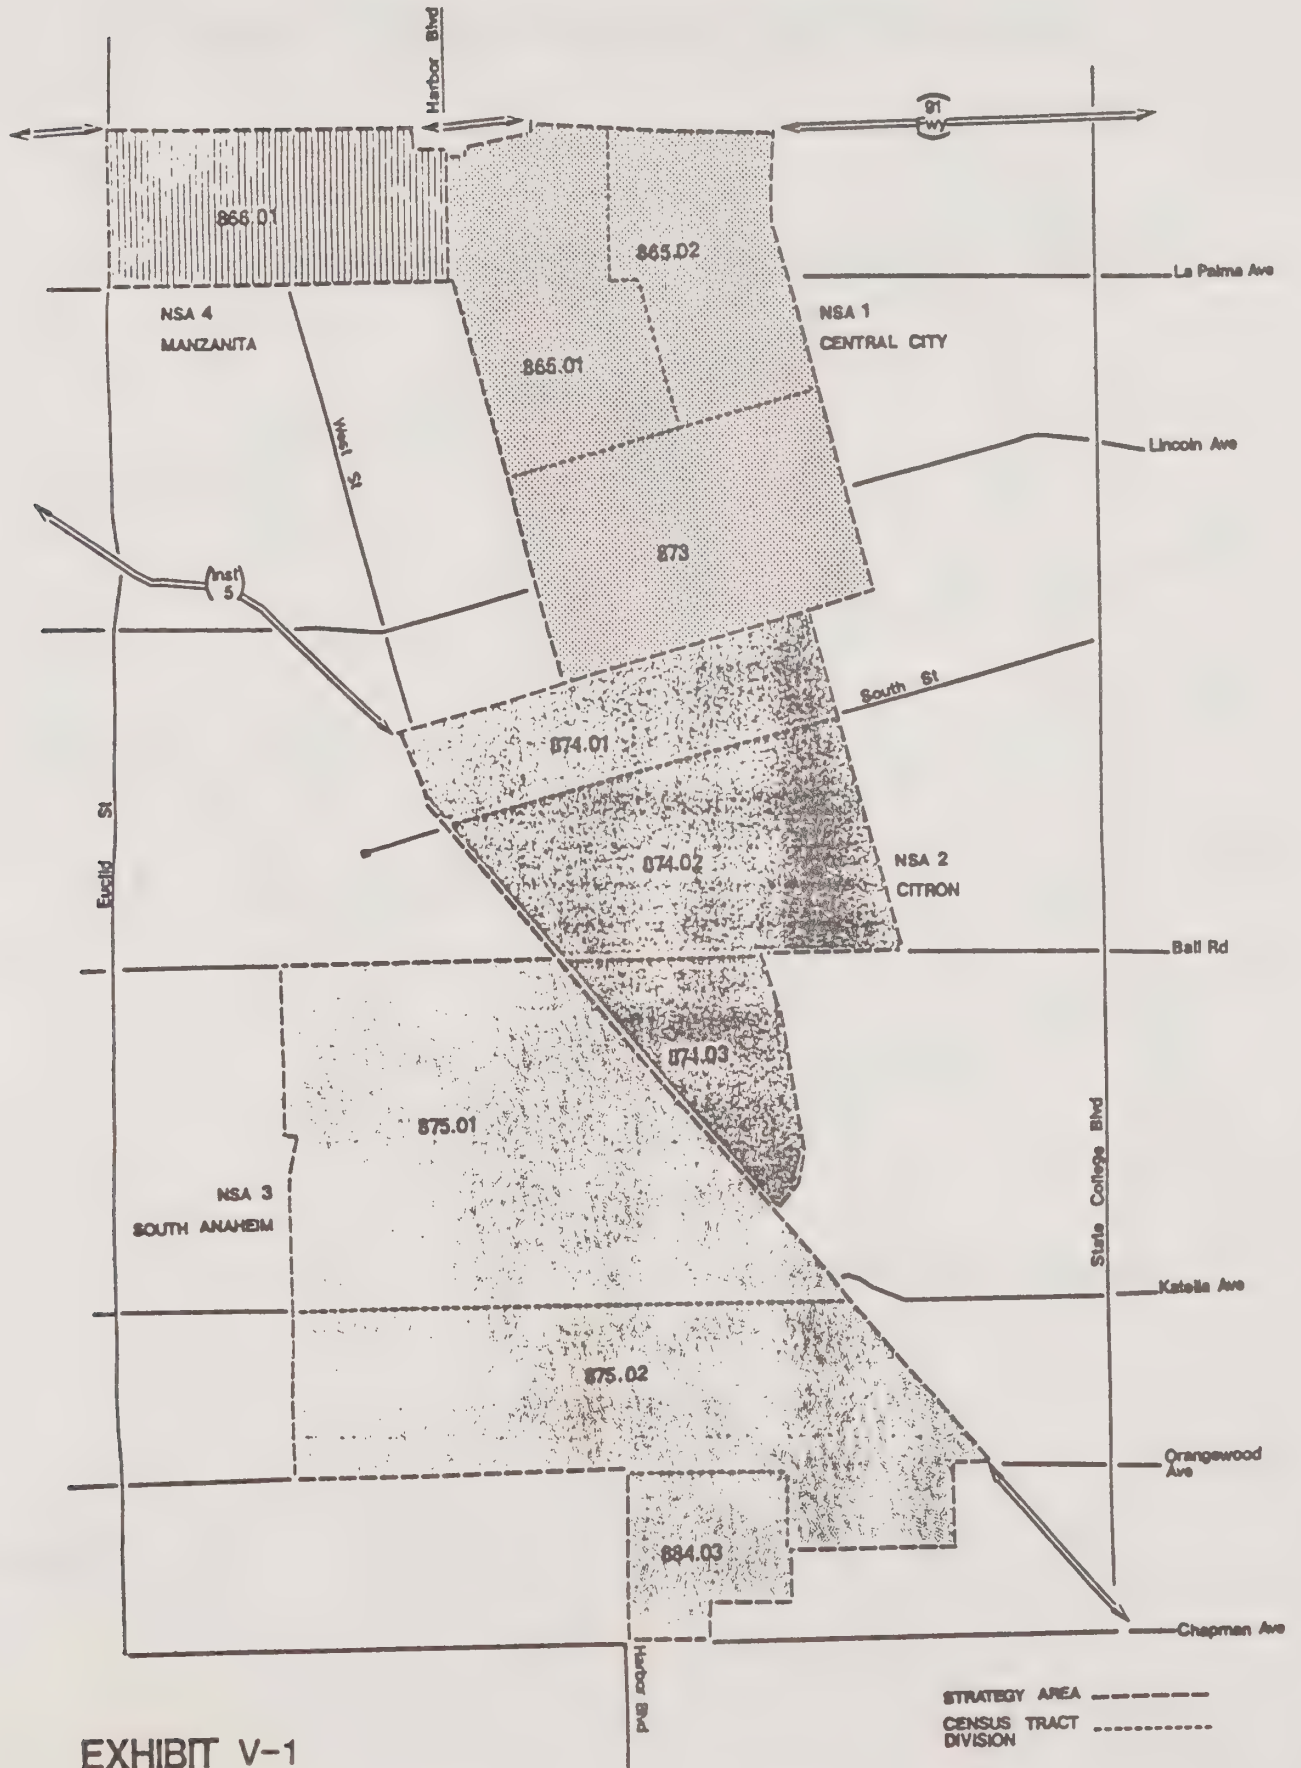 Harbor Blvd
91
wy
866.01
865.02
La Palma Ave
NSA 4
MANZANITA
NSA 1
CENTRAL CITY
865.01
West St
Lincoln Ave
873
Inst
5
South St
874.01
Euclid St
874.02
NSA 2
CITRON
Ball Rd
874.03
875.01
State College Blvd
NSA 3
SOUTH ANAHEIM
Katella Ave
875.02
Orangewood
Ave
884.03
Chapman Ave
Harbor Blvd
STRATEGY AREA
CENSUS TRACT
DIVISION
EXHIBIT V-1